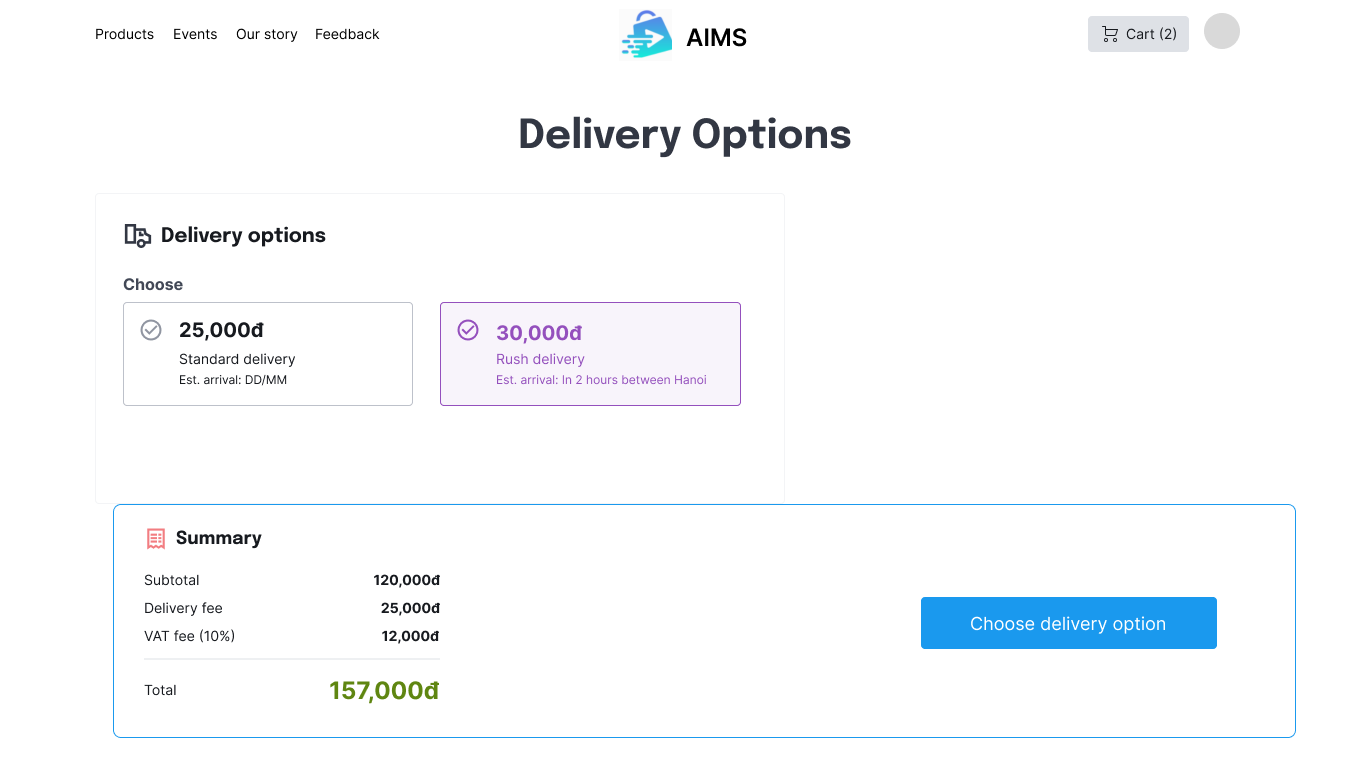 Products Events Our story Feedback
AIMS
Cart (2)
Delivery Options
Delivery options
Choose
25,000đ
Standard delivery
Est. arrival: DD/MM
30,000đ
Rush delivery
Est. arrival: In 2 hours between Hanoi
Summary
Subtotal 120,000đ
Delivery fee 25,000đ
VAT fee (10%) 12,000đ
Total 157,000đ
Choose delivery option